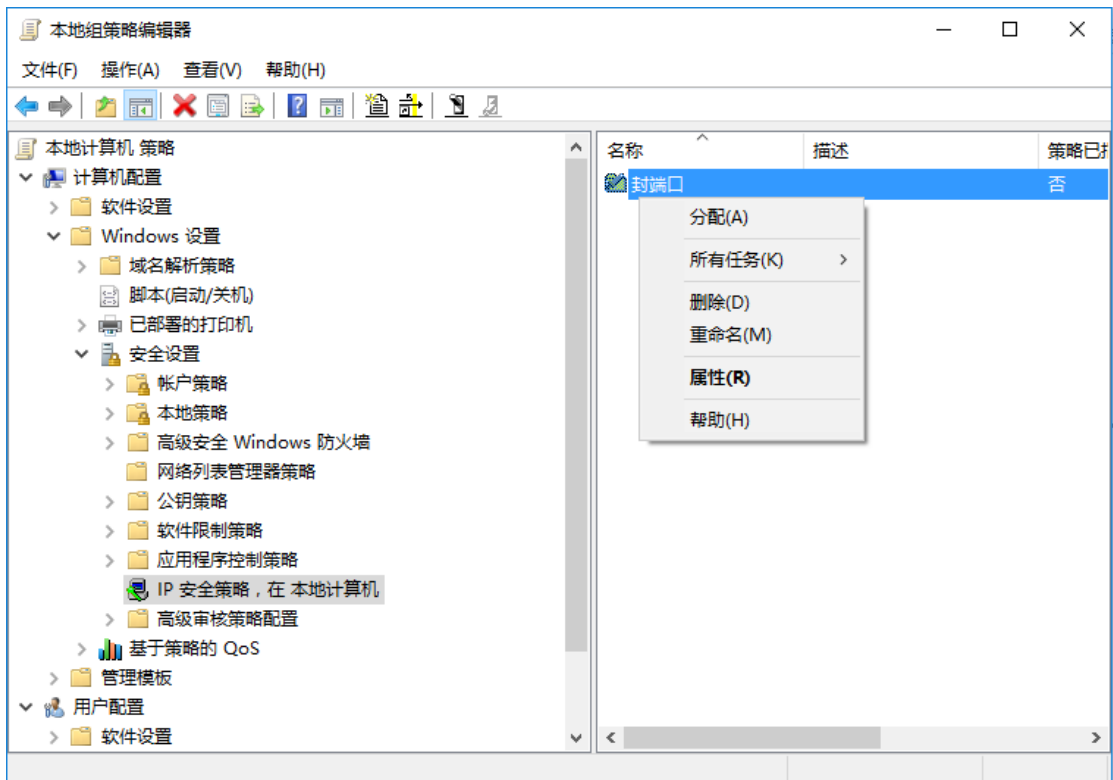 本地组策略编辑器
文件(F) 操作(A) 查看(V) 帮助(H)
本地计算机 策略
计算机配置
软件设置
Windows 设置
域名解析策略
脚本(启动/关机)
已部署的打印机
安全设置
帐户策略
本地策略
高级安全 Windows 防火墙
网络列表管理器策略
公钥策略
软件限制策略
应用程序控制策略
IP 安全策略，在 本地计算机
高级审核策略配置
基于策略的 QoS
管理模板
用户配置
软件设置
名称 描述 策略已
封端口 否
分配(A)
所有任务(K)
删除(D)
重命名(M)
属性(R)
帮助(H)